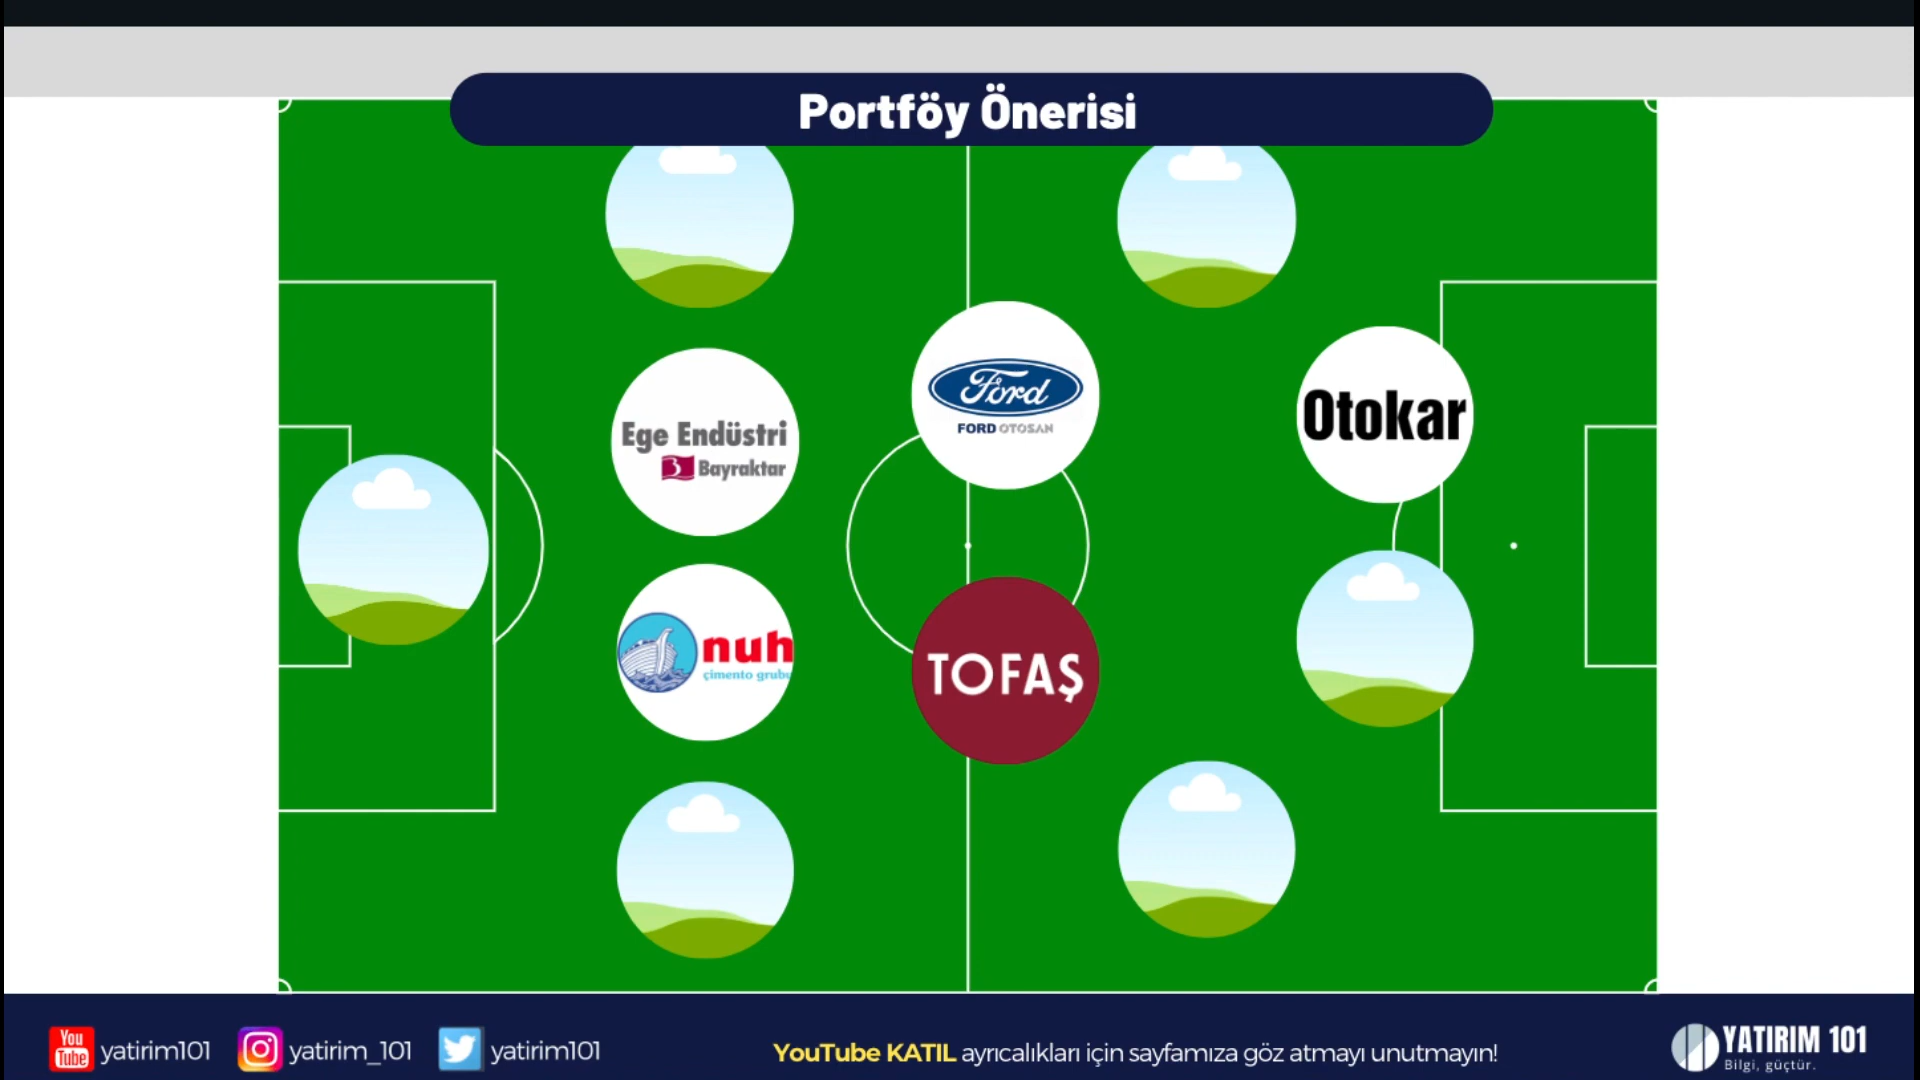 Portföy Önerisi
Ford
FORD OTOSAN
Otokar
Ege Endüstri
Bayraktar
nuh
çimento grubu
TOFAŞ
You
Tube
yatirim101
yatirim_101
yatirim101
YouTube KATIL ayrıcalıkları için sayfamıza göz atmayı unutmayın!
YATIRIM 101
Bilgi, güçtür.